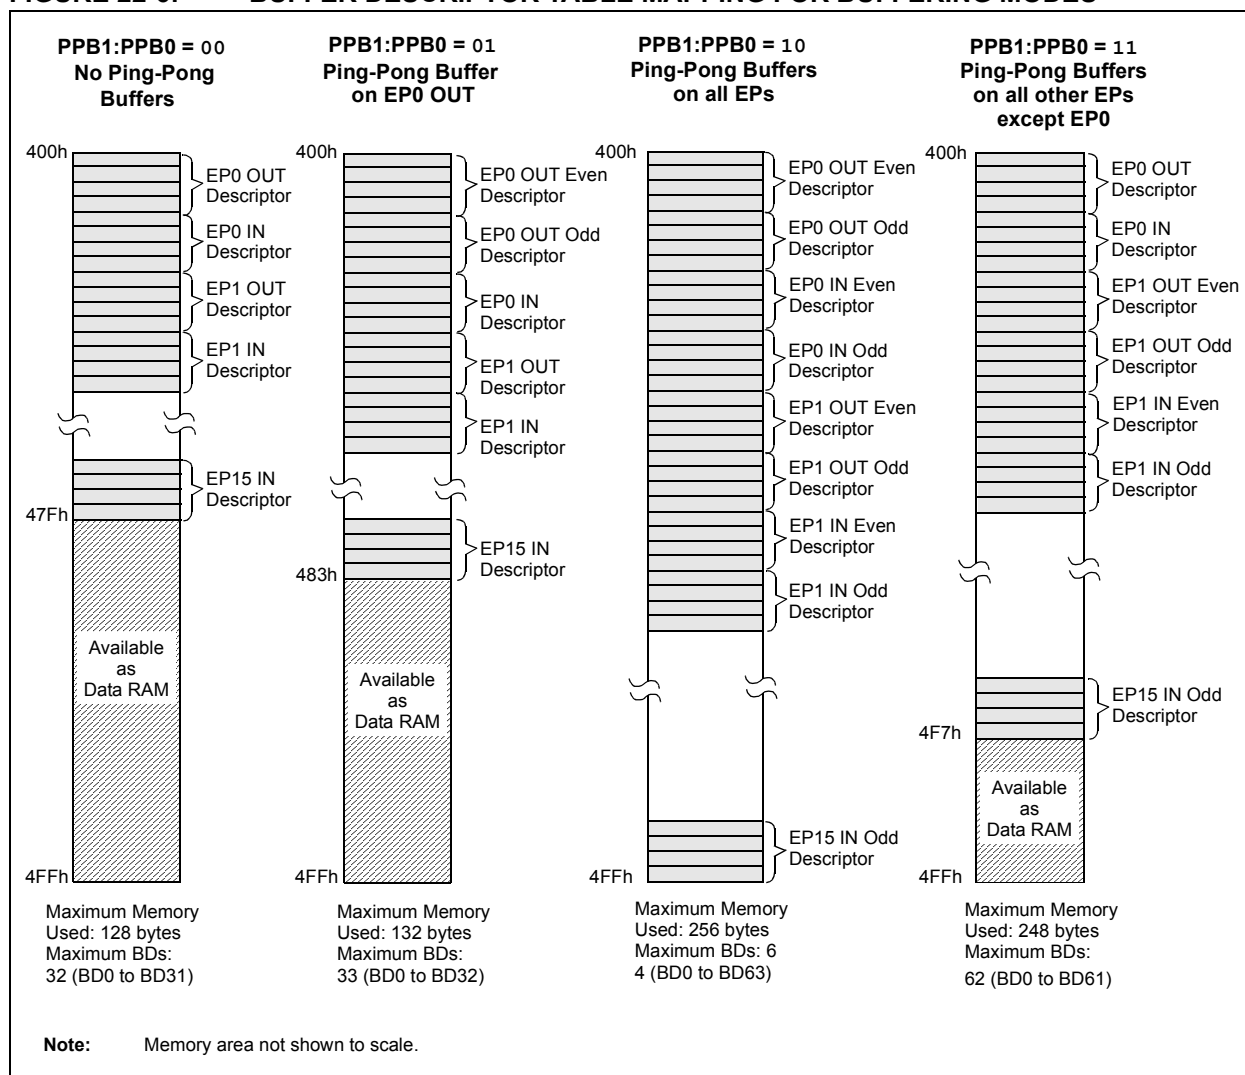 PPB1:PPB0 = 00
No Ping-Pong
Buffers
400h
EP0 OUT
Descriptor
EP0 IN
Descriptor
EP1 OUT
Descriptor
EP1 IN
Descriptor
EP15 IN
Descriptor
47Fh
Available
as
Data RAM
4FFh
Maximum Memory
Used: 128 bytes
Maximum BDs:
32 (BD0 to BD31)
PPB1:PPB0 = 01
Ping-Pong Buffer
on EP0 OUT
400h
EP0 OUT Even
Descriptor
EP0 OUT Odd
Descriptor
EP0 IN
Descriptor
EP1 OUT
Descriptor
EP1 IN
Descriptor
EP15 IN
Descriptor
483h
Available
as
Data RAM
4FFh
Maximum Memory
Used: 132 bytes
Maximum BDs:
33 (BD0 to BD32)
PPB1:PPB0 = 10
Ping-Pong Buffers
on all EPs
400h
EP0 OUT Even
Descriptor
EP0 OUT Odd
Descriptor
EP0 IN Even
Descriptor
EP0 IN Odd
Descriptor
EP1 OUT Even
Descriptor
EP1 OUT Odd
Descriptor
EP1 IN Even
Descriptor
EP1 IN Odd
Descriptor
EP15 IN Odd
Descriptor
4FFh
Maximum Memory
Used: 256 bytes
Maximum BDs: 6
4 (BD0 to BD63)
PPB1:PPB0 = 11
Ping-Pong Buffers
on all other EPs
except EP0
400h
EP0 OUT
Descriptor
EP0 IN
Descriptor
EP1 OUT Even
Descriptor
EP1 OUT Odd
Descriptor
EP1 IN Even
Descriptor
EP1 IN Odd
Descriptor
EP15 IN Odd
Descriptor
4F7h
Available
as
Data RAM
4FFh
Maximum Memory
Used: 248 bytes
Maximum BDs:
62 (BD0 to BD61)
Note: Memory area not shown to scale.